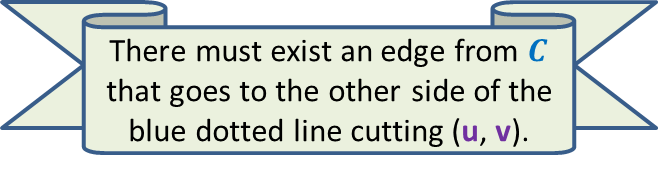 There must exist an edge from C
that goes to the other side of the
blue dotted line cutting (u, v).